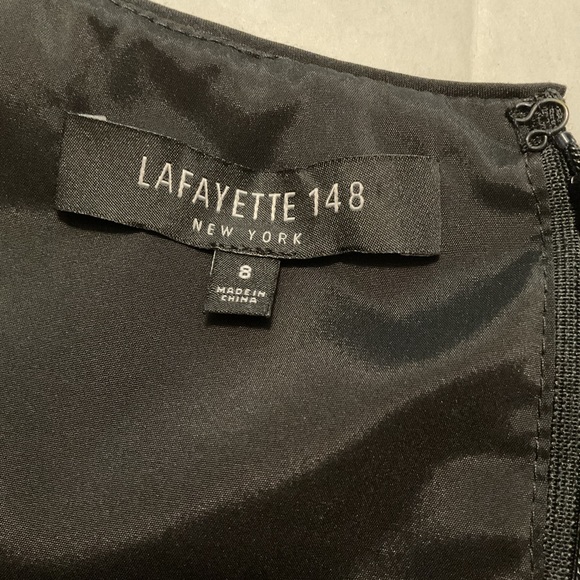 LAFAYETTE 148
NEW YORK
8
MADE IN
CHINA